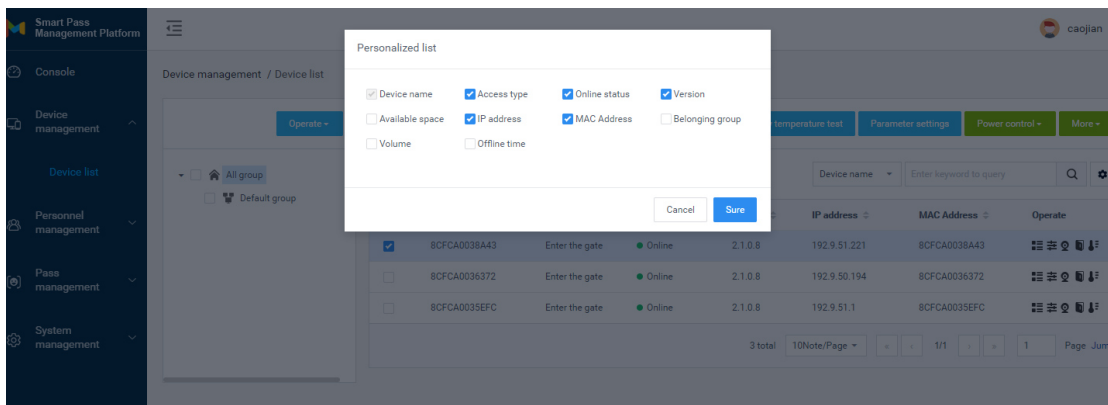 Smart Pass
Management Platform
caojian
Console
Device management / Device list
Personalized list
Device name Access type Online status Version
Available space IP address MAC Address Belonging group
Volume Offline time
Cancel Sure
Device
management
Operate
temperature test Parameter settings Power control More
Device list
All group
Default group
Device name Enter keyword to query
Personnel
management
IP address MAC Address Operate
8CFCA0038A43 Enter the gate Online 2.1.0.8 192.9.51.221 8CFCA0038A43
8CFCA0036372 Enter the gate Online 2.1.0.8 192.9.50.194 8CFCA0036372
8CFCA0035EFC Enter the gate Online 2.1.0.8 192.9.51.1 8CFCA0035EFC
Pass
management
System
management
3 total 10Note/Page 1/1 1 Page Jum